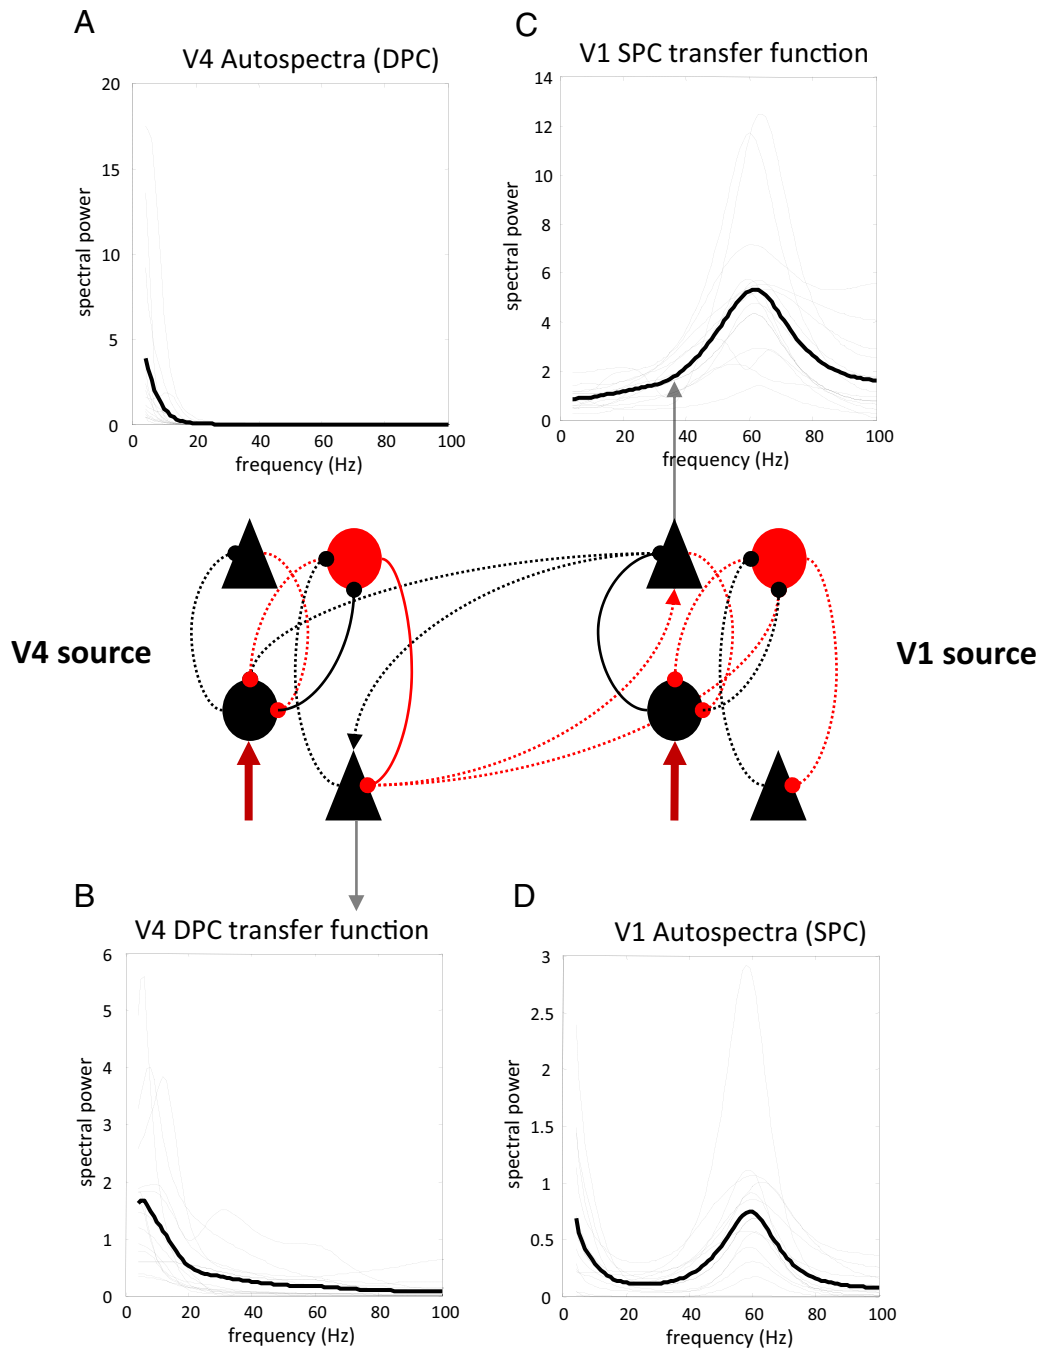 A
V4 Autospectra (DPC)
20
15
10
5
0
spectral power
0 20 40 60 80 100
frequency (Hz)
C
V1 SPC transfer function
14
12
10
8
6
4
2
0
spectral power
0 20 40 60 80 100
frequency (Hz)
V4 source
V1 source
B
V4 DPC transfer function
6
5
4
3
2
1
0
spectral power
0 20 40 60 80 100
frequency (Hz)
D
V1 Autospectra (SPC)
3
2.5
2
1.5
1
0.5
0
spectral power
0 20 40 60 80 100
frequency (Hz)